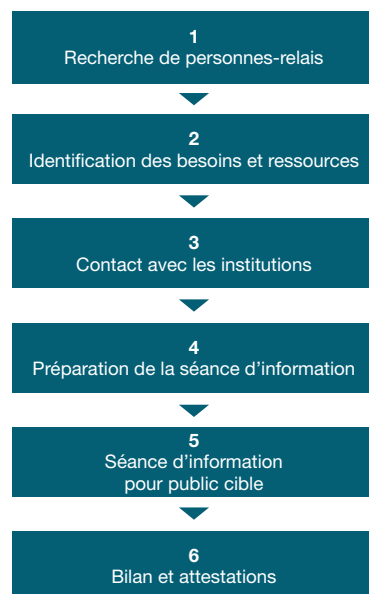 1
Recherche de personnes-relais
2
Identification des besoins et ressources
3
Contact avec les institutions
4
Préparation de la séance d’information
5
Séance d’information
pour public cible
6
Bilan et attestations